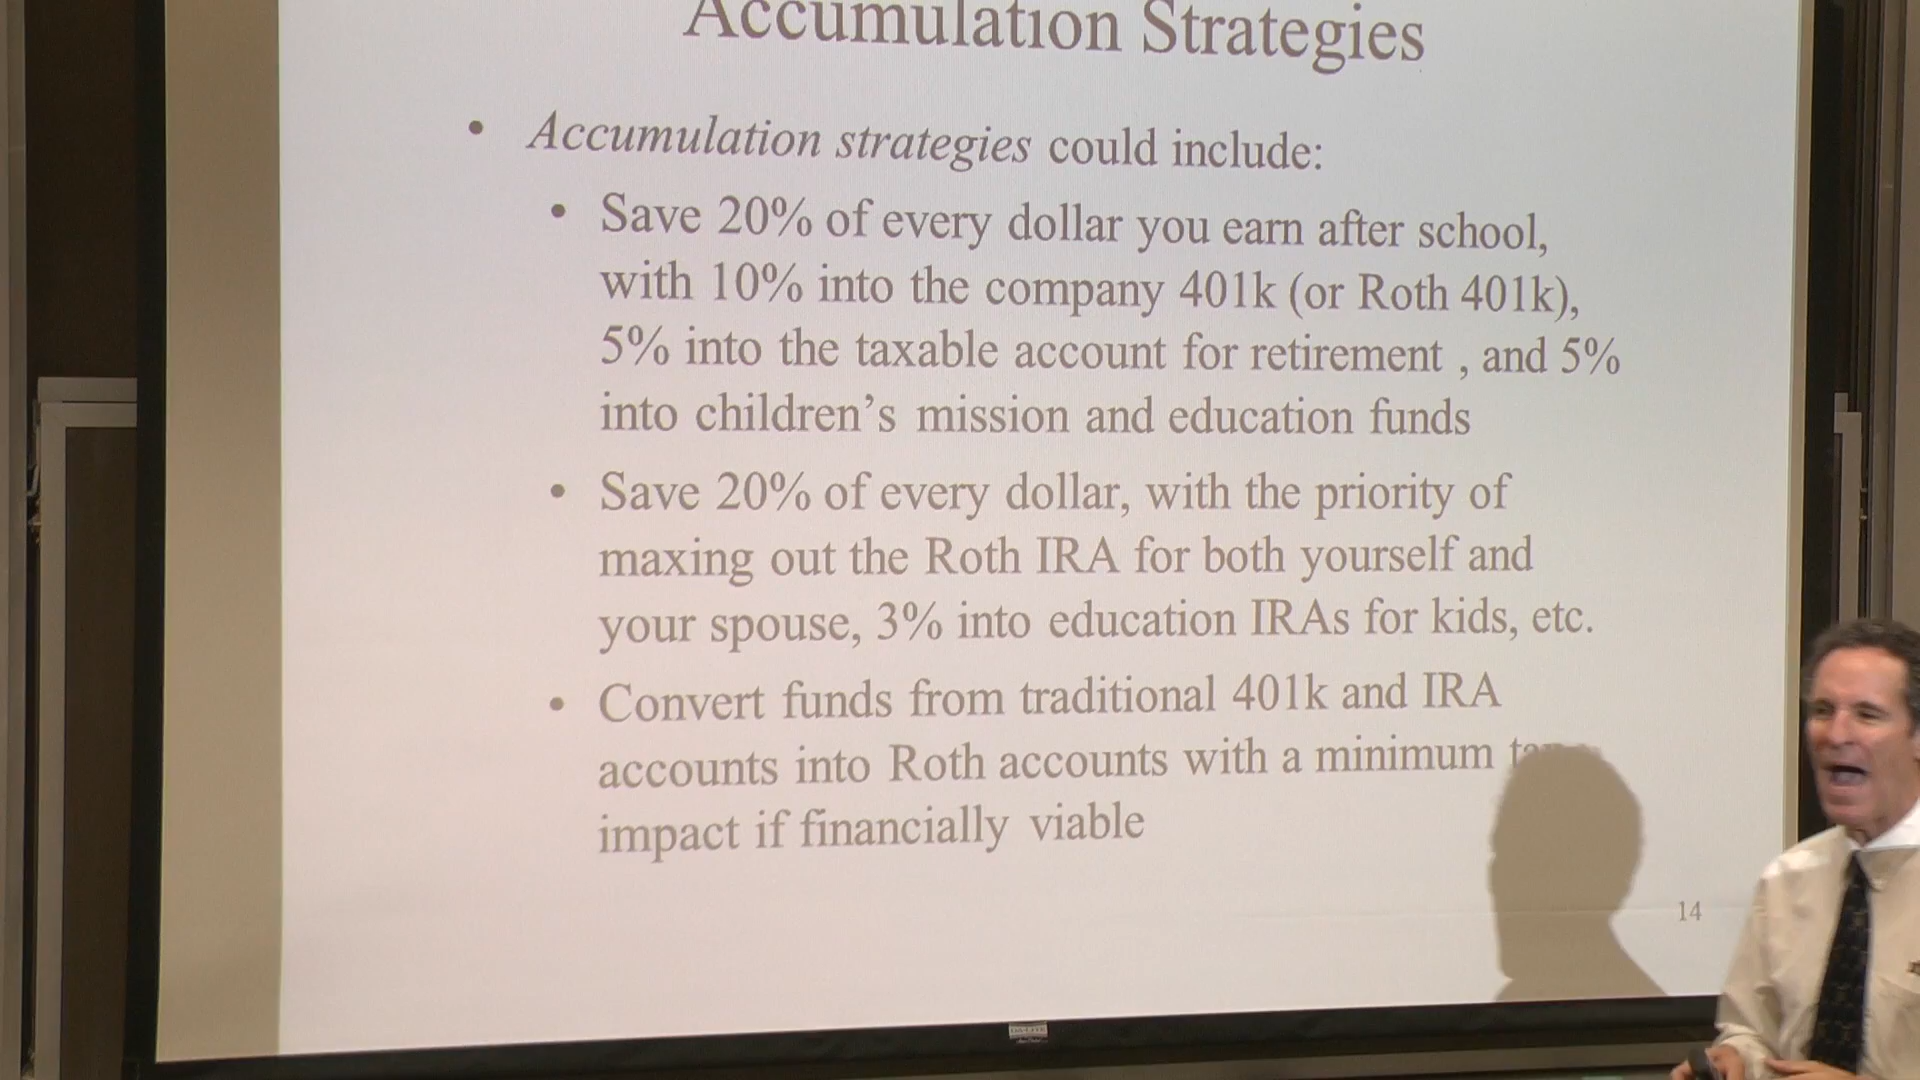 Accumulation Strategies
• Accumulation strategies could include:
• Save 20% of every dollar you earn after school,
with 10% into the company 401k (or Roth 401k),
5% into the taxable account for retirement , and 5%
into children's mission and education funds
• Save 20% of every dollar, with the priority of
maxing out the Roth IRA for both yourself and
your spouse, 3% into education IRAs for kids, etc.
• Convert funds from traditional 401k and IRA
accounts into Roth accounts with a minimum
impact if financially viable
14